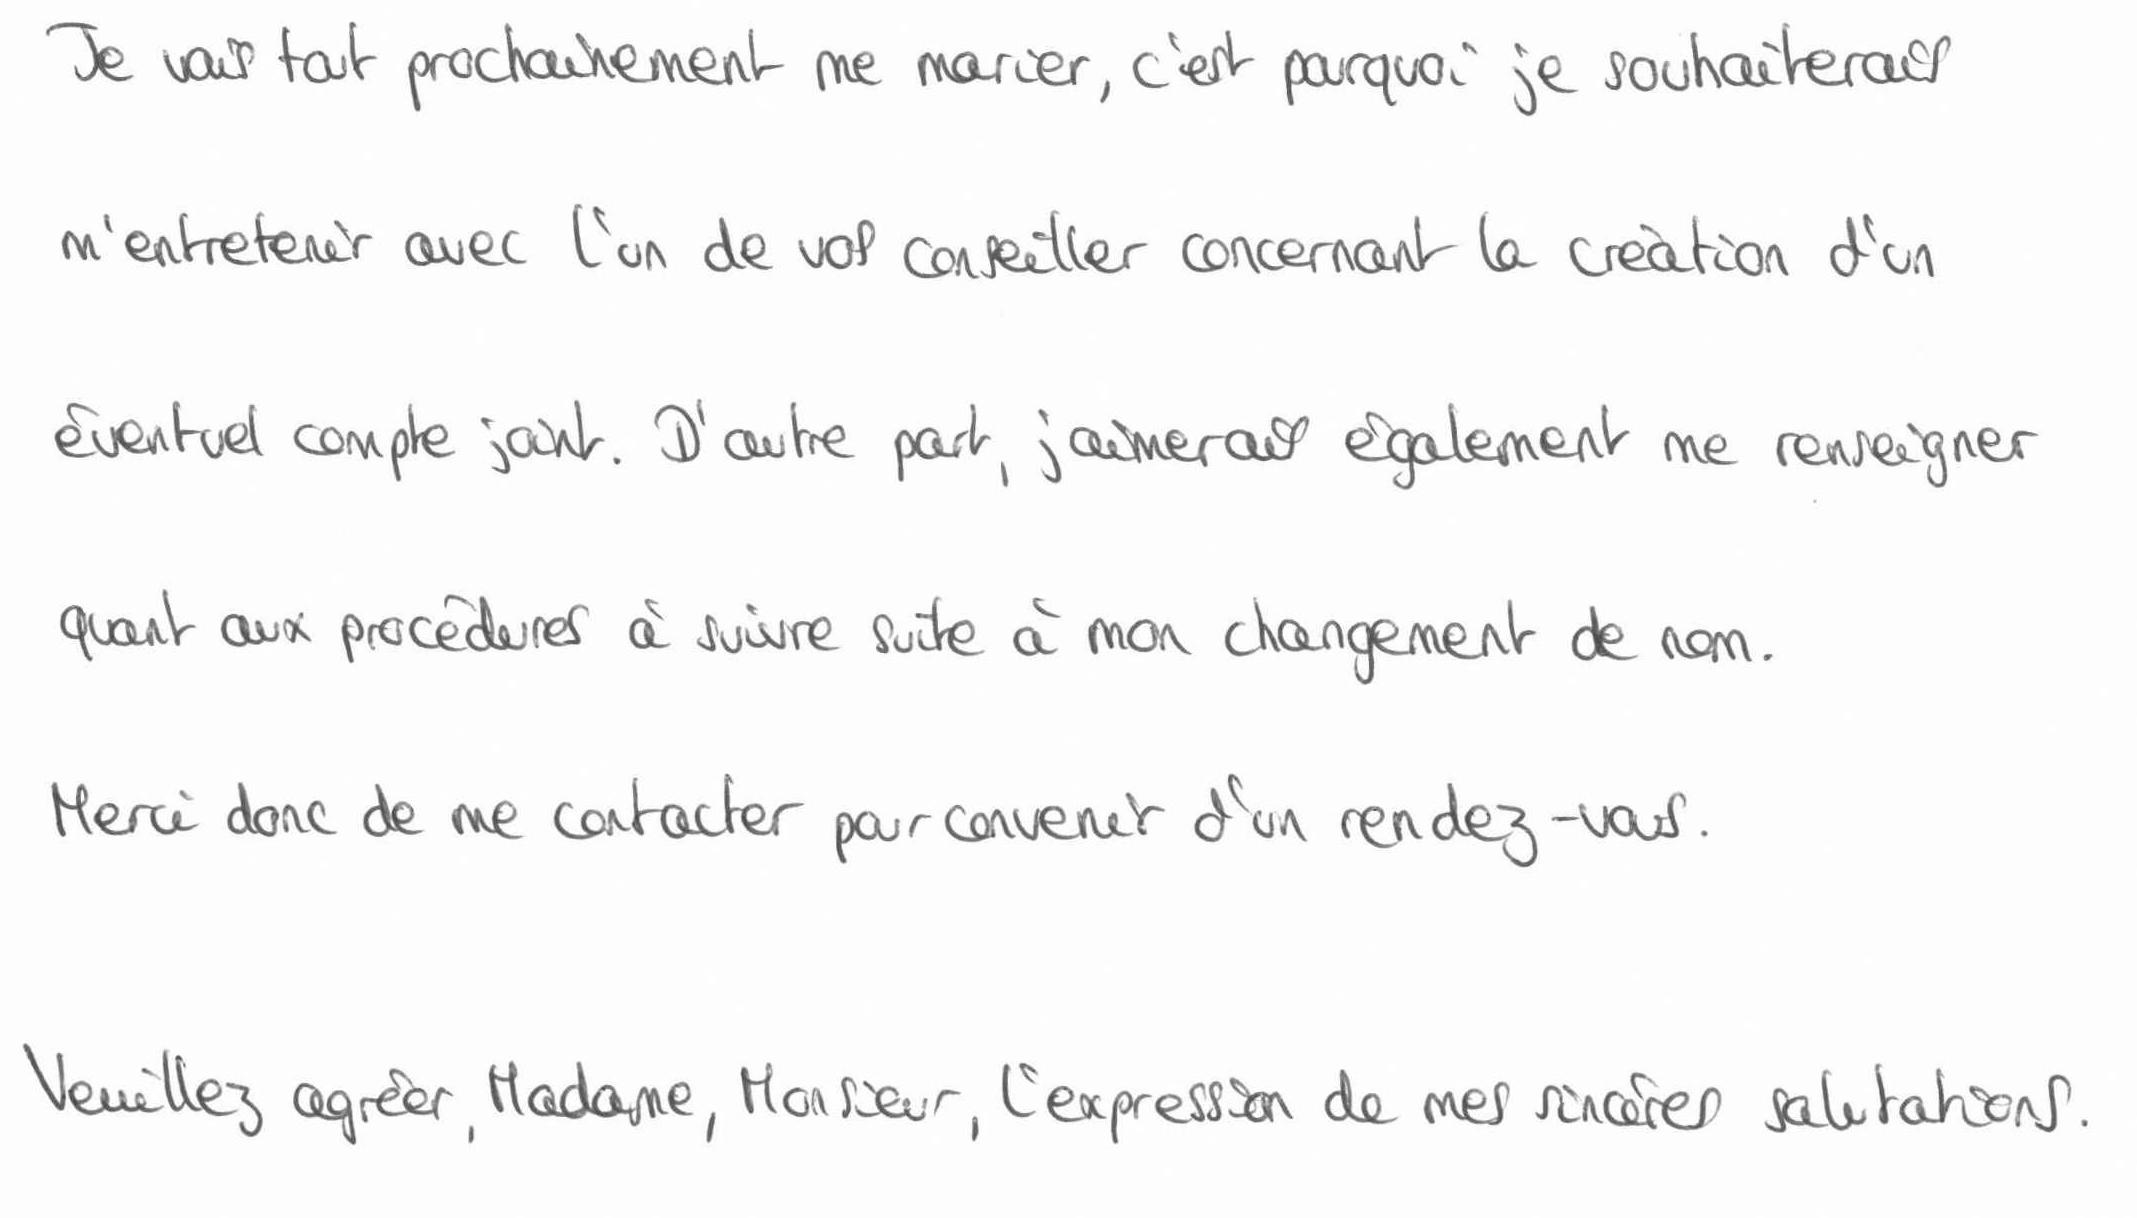 Je vais tout prochainement me marier, c'est pourquoi je souhaiterais
m'entretenir avec l'un de vos conseiller concernant la création d'un
éventuel compte joint. D'autre part, j'aimerais également me renseigner
quant aux procédures à suivre suite à mon changement de nom.
Merci donc de me contacter pour convenir d'un rendez-vous.
Veuillez agréer, Madame, Monsieur, l'expression de mes sincères salutations.